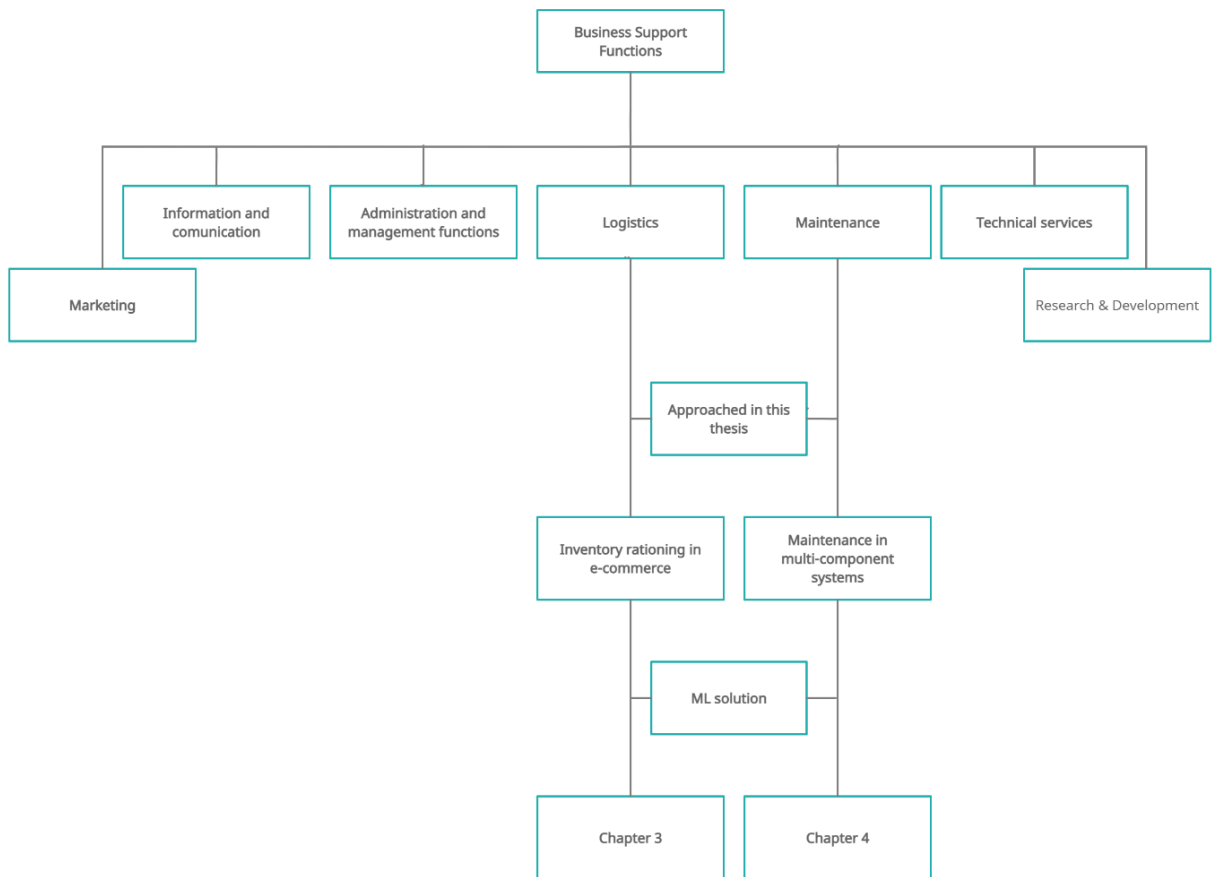 Business Support
Functions
Information and
comunication
Administration and
management functions
Logistics
Maintenance
Technical services
Marketing
Research & Development
Approached in this
thesis
Inventory rationing in
e-commerce
Maintenance in
multi-component
systems
ML solution
Chapter 3
Chapter 4